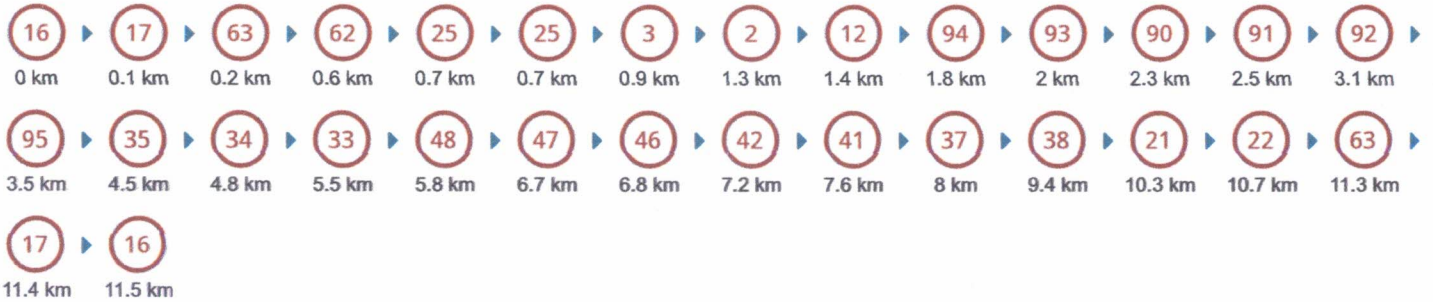 16 17 63 62 25 25 3 2 12 94 93 90 91 92
0 km 0.1 km 0.2 km 0.6 km 0.7 km 0.7 km 0.9 km 1.3 km 1.4 km 1.8 km 2 km 2.3 km 2.5 km 3.1 km
95 35 34 33 48 47 46 42 41 37 38 21 22 63
3.5 km 4.5 km 4.8 km 5.5 km 5.8 km 6.7 km 6.8 km 7.2 km 7.6 km 8 km 9.4 km 10.3 km 10.7 km 11.3 km
17 16
11.4 km 11.5 km